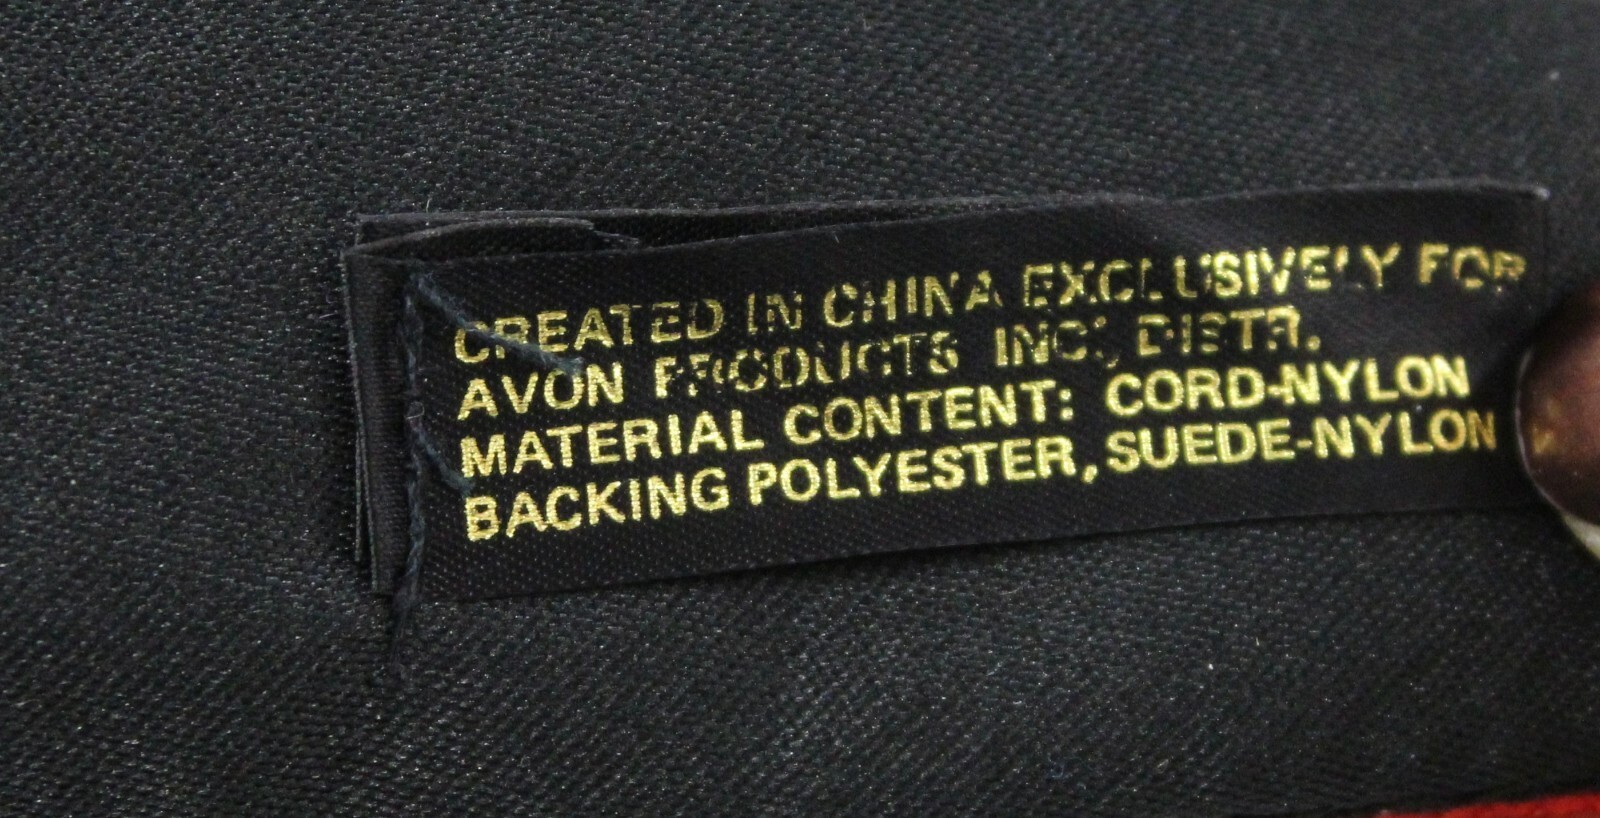 CREATED IN CHINA EXCLUSIVELY FOR
AVON PRODUCTS INC., DISTR.
MATERIAL CONTENT: CORD-NYLON
BACKING POLYESTER, SUEDE-NYLON